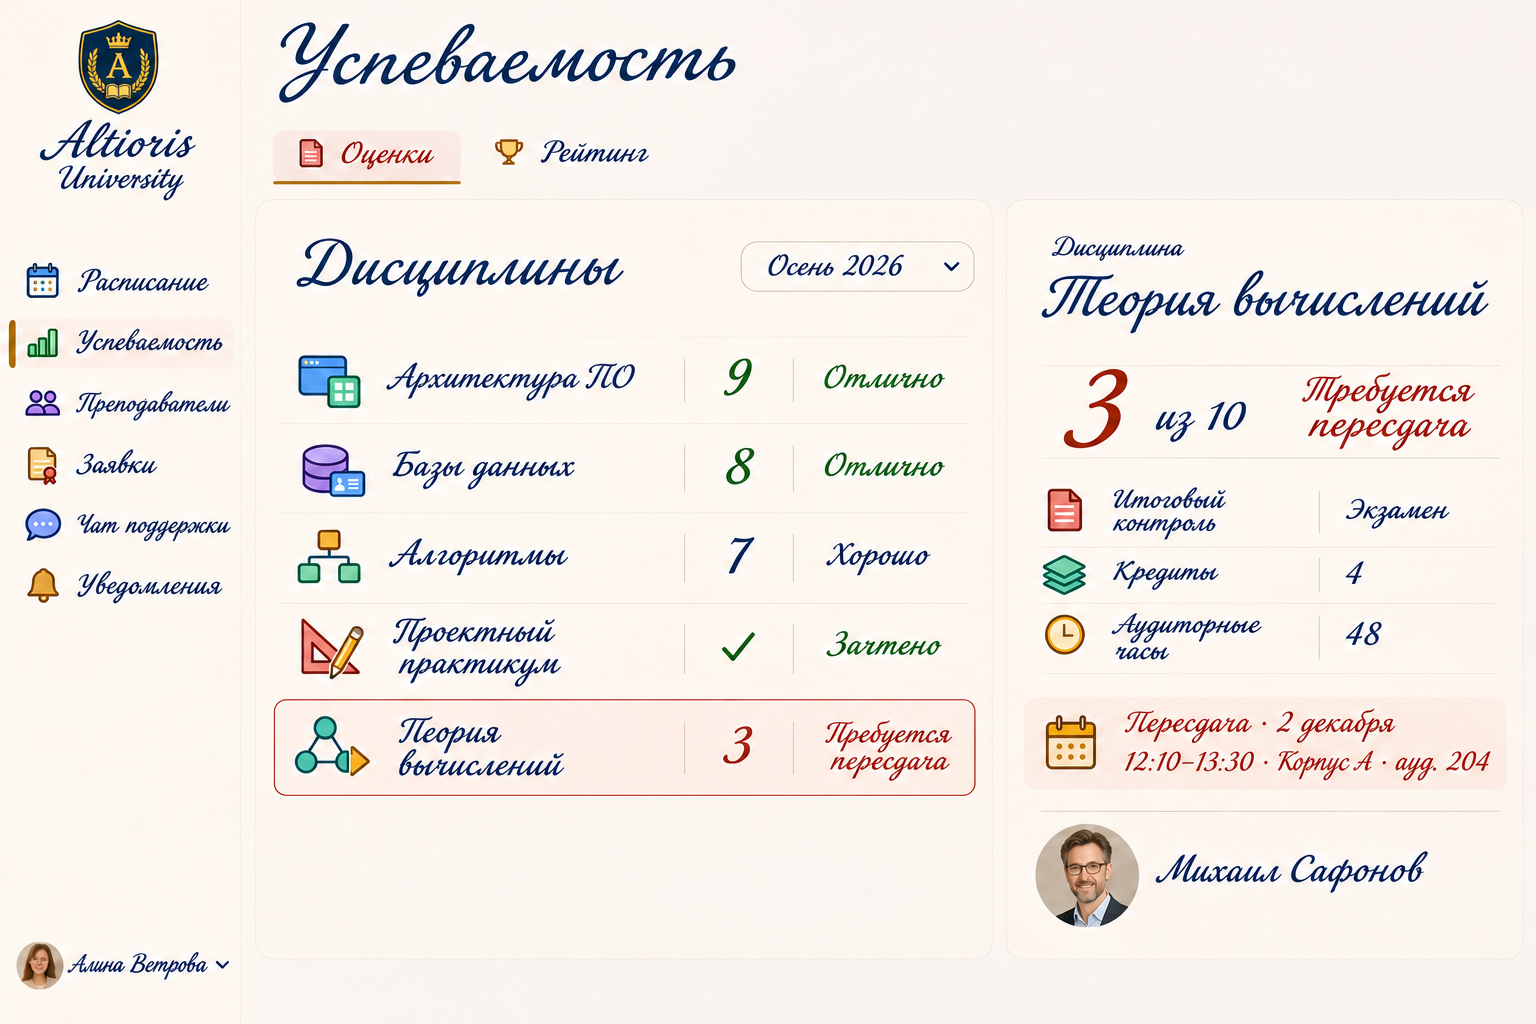 A
Altioris
University
Расписание
Успеваемость
Преподаватели
Заявки
Чат поддержки
Уведомления
Алина Ветрова
Успеваемость
Оценки
Рейтинг
Дисциплины
Осень 2026
Архитектура ПО
9
Отлично
Базы данных
8
Отлично
Алгоритмы
7
Хорошо
Проектный
практикум
Зачтено
Теория
вычислений
3
Требуется
пересдача
Дисциплина
Теория вычислений
3 из 10
Требуется
пересдача
Итоговый
контроль
Экзамен
Кредиты
4
Аудиторные
часы
48
Пересдача · 2 декабря
12:10–13:30 · Корпус А · ауд. 204
Михаил Сафонов